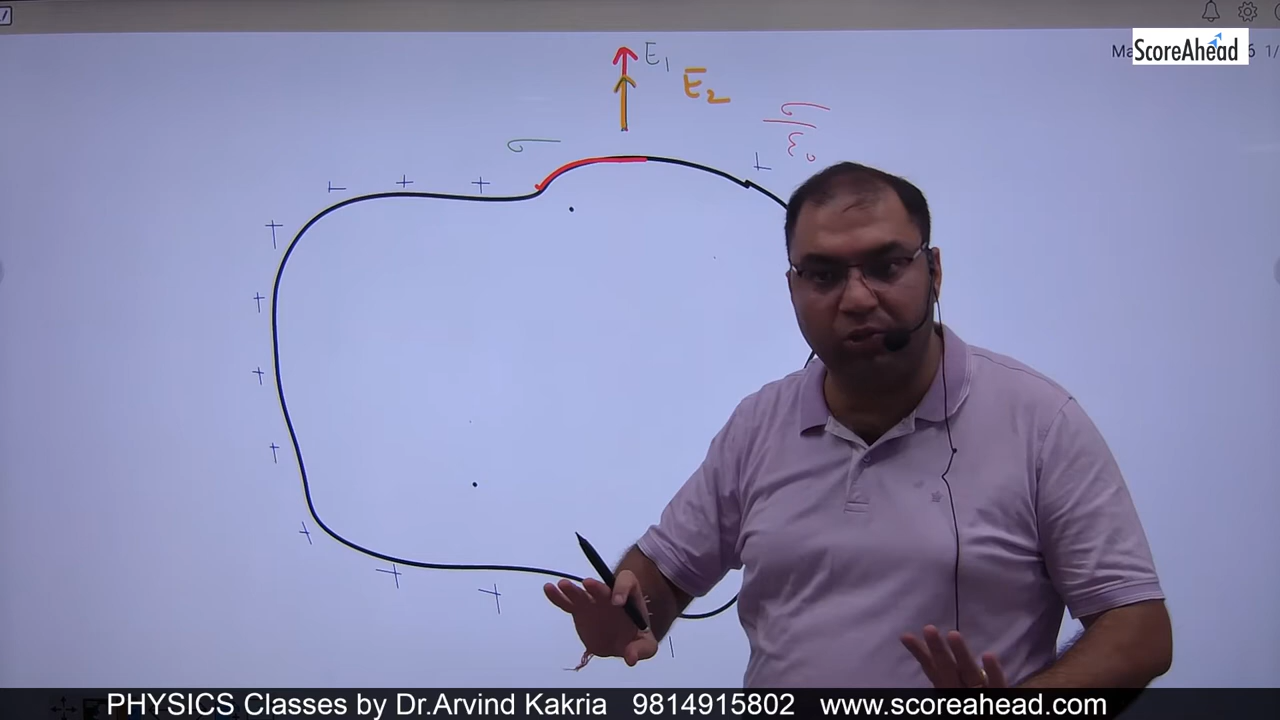 ScoreAhead
E₁
E₂
σ
σ/ε₀
PHYSICS Classes by Dr.Arvind Kakria 9814915802 www.scoreahead.com